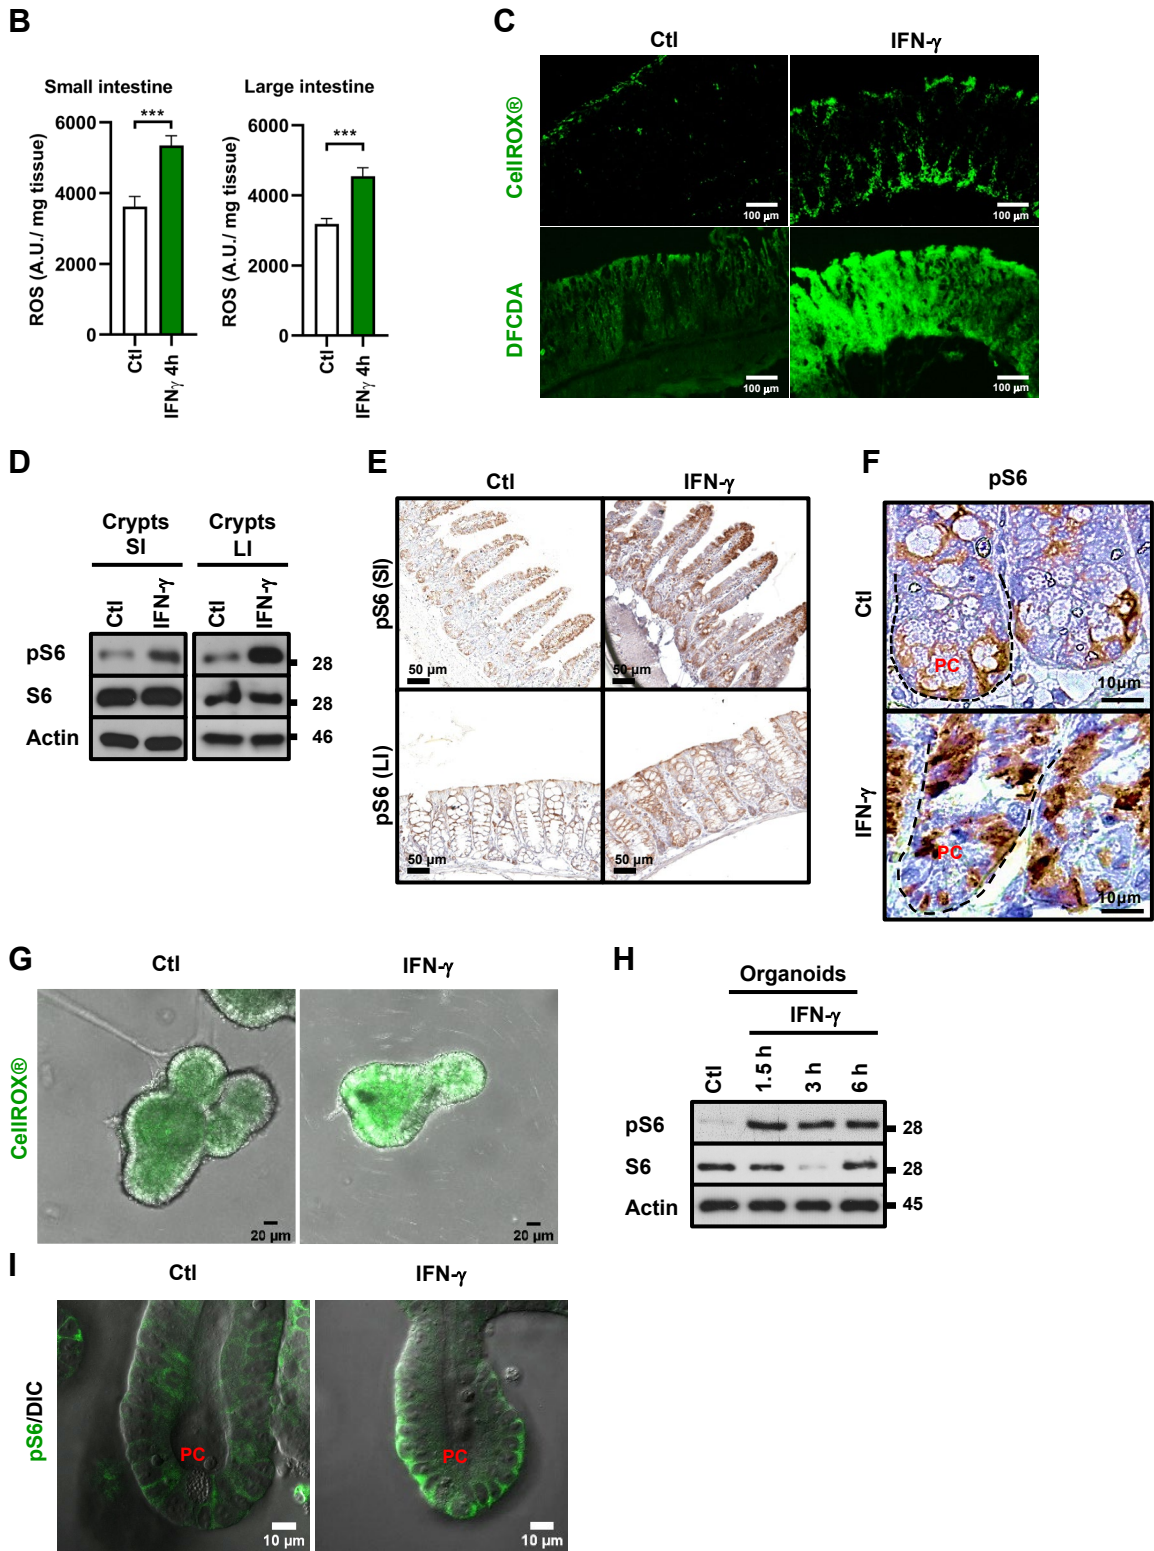 B
Small intestine
ROS (A.U./ mg tissue)
6000
4000
2000
0
***
Ctl
IFNγ 4h
Large intestine
ROS (A.U./ mg tissue)
6000
4000
2000
0
***
Ctl
IFNγ 4h
C
Ctl
IFN-γ
CellROX®
100 µm
100 µm
DFCDA
100 µm
100 µm
D
Crypts
SI
Crypts
LI
Ctl
IFN-γ
Ctl
IFN-γ
pS6
28
S6
28
Actin
46
E
Ctl
IFN-γ
pS6 (SI)
50 µm
50 µm
pS6 (LI)
50 µm
50 µm
F
pS6
Ctl
PC
10µm
IFN-γ
PC
10µm
G
Ctl
IFN-γ
CellROX®
20 µm
20 µm
H
Organoids
IFN-γ
Ctl
1.5 h
3 h
6 h
pS6
28
S6
28
Actin
45
I
Ctl
IFN-γ
pS6/DIC
PC
10 µm
PC
10 µm